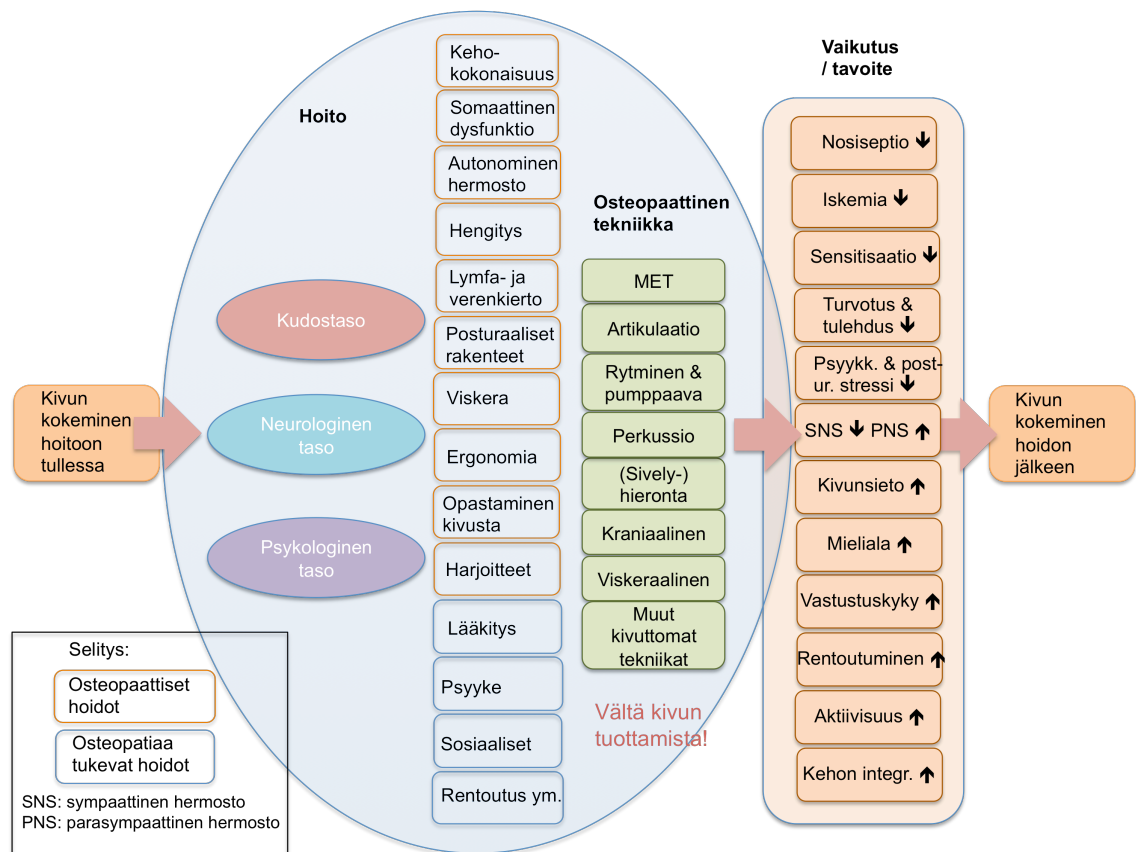 Kivun
kokeminen
hoitoon
tullessa
Hoito
Kudostaso
Neurologinen
taso
Psykologinen
taso
Keho-
kokonaisuus
Somaattinen
dysfunktio
Autonominen
hermosto
Hengitys
Lymfa- ja
verenkierto
Posturaaliset
rakenteet
Viskera
Ergonomia
Opastaminen
kivusta
Harjoitteet
Lääkitys
Psyyke
Sosiaaliset
Rentoutus ym.
Osteopaattinen
tekniikka
MET
Artikulaatio
Rytminen &
pumppaava
Perkussio
(Sively-)
hieronta
Kraniaalinen
Viskeraalinen
Muut
kivuttomat
tekniikat
Vältä kivun
tuottamista!
Vaikutus
/ tavoite
Nosiseptio ↓
Iskemia ↓
Sensitisaatio ↓
Turvotus &
tulehdus ↓
Psyykk. & post-
ur. stressi ↓
SNS ↓ PNS ↑
Kivunsieto ↑
Mieliala ↑
Vastustuskyky ↑
Rentoutuminen ↑
Aktiivisuus ↑
Kehon integr. ↑
Kivun
kokeminen
hoidon
jälkeen
Selitys:
Osteopaattiset
hoidot
Osteopatiaa
tukevat hoidot
SNS: sympaattinen hermosto
PNS: parasympaattinen hermosto